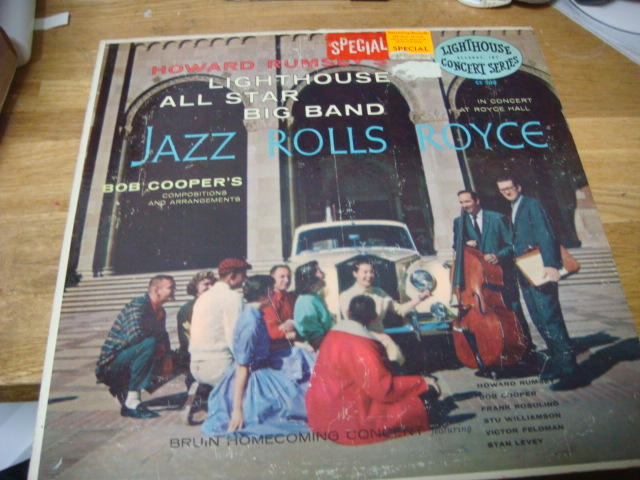 SPECIAL
SPECIAL
LIGHTHOUSE
CONCERT SERIES
HOWARD RUMSEY'S
LIGHTHOUSE
ALL STAR
BIG BAND
IN CONCERT
AT ROYCE HALL
JAZZ ROLLS ROYCE
BOB COOPER'S
COMPOSITIONS
AND ARRANGEMENTS
HOWARD RUMSEY
BOB COOPER
FRANK ROSOLINO
STU WILLIAMSON
VICTOR FELDMAN
STAN LEVEY
BRUIN HOMECOMING CONCERT featuring